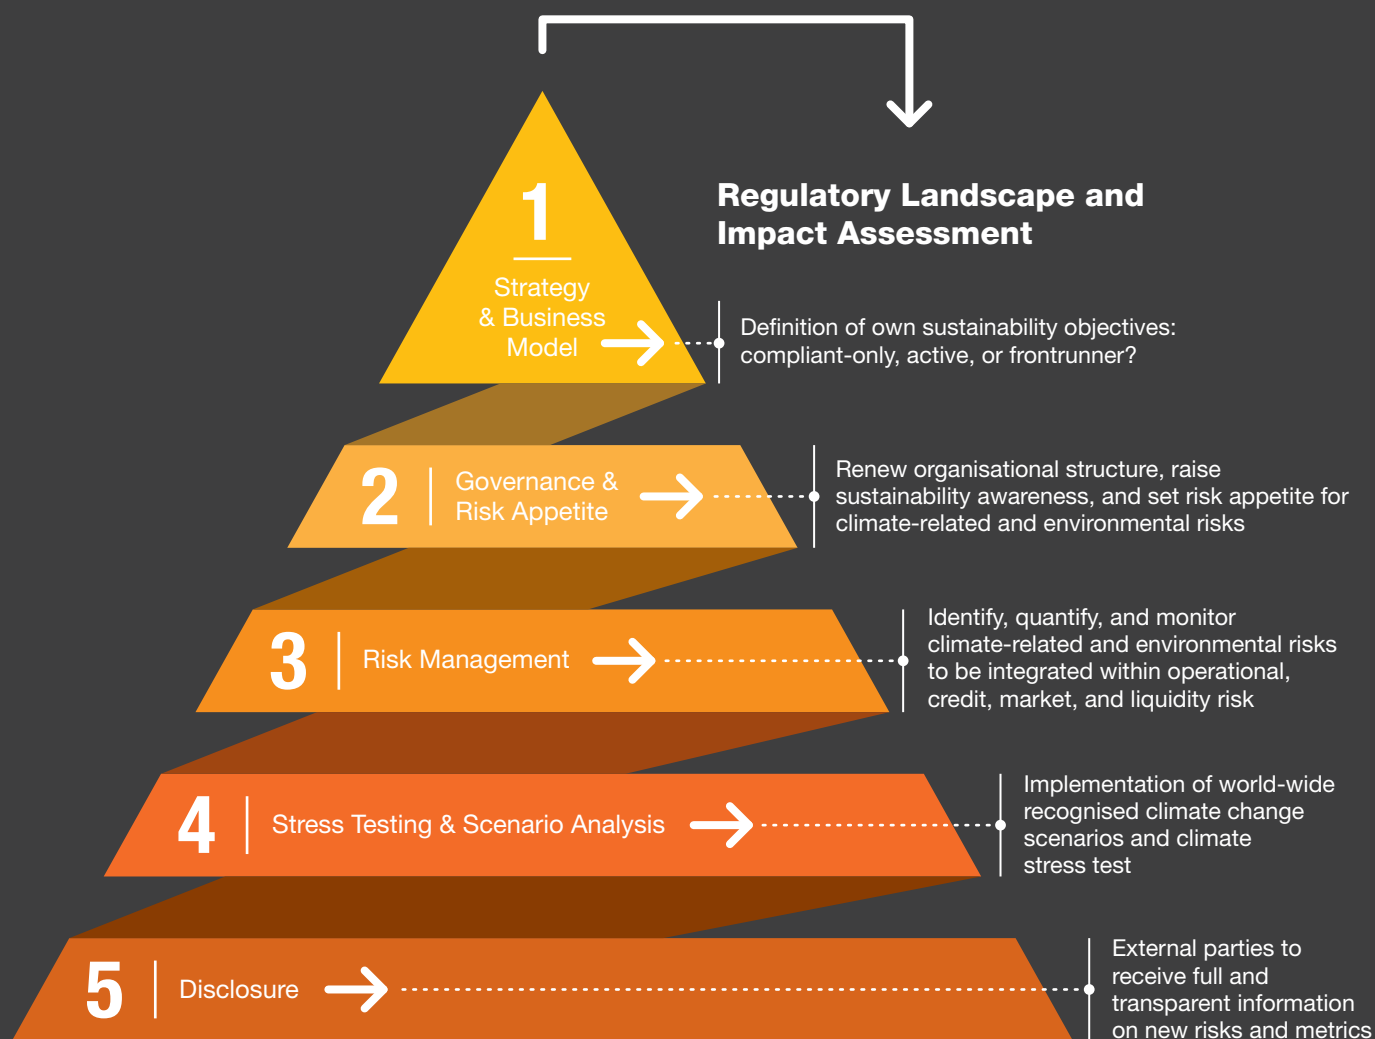 Regulatory Landscape and
Impact Assessment
1
Strategy
& Business
Model
Definition of own sustainability objectives:
compliant-only, active, or frontrunner?
2
Governance &
Risk Appetite
Renew organisational structure, raise
sustainability awareness, and set risk appetite for
climate-related and environmental risks
3
Risk Management
Identify, quantify, and monitor
climate-related and environmental risks
to be integrated within operational,
credit, market, and liquidity risk
4
Stress Testing & Scenario Analysis
Implementation of world-wide
recognised climate change
scenarios and climate
stress test
5
Disclosure
External parties to
receive full and
transparent information
on new risks and metrics